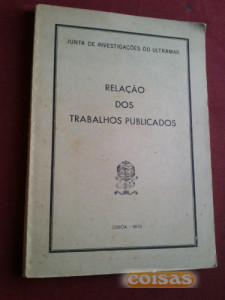 JUNTA DE INVESTIGAÇÕES DO ULTRAMAR
RELAÇÃO
DOS
TRABALHOS PUBLICADOS
coisas